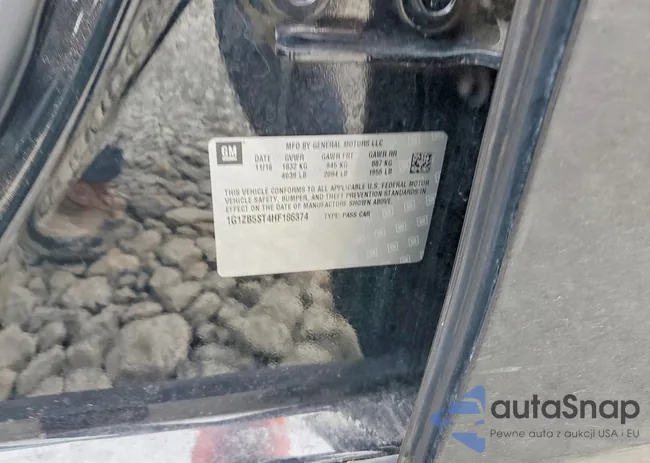 GM
MFD BY GENERAL MOTORS LLC
DATE GVWR GAWR FRT GAWR RR
11/16 1832 KG 945 KG 887 KG
4039 LB 2084 LB 1955 LB
THIS VEHICLE CONFORMS TO ALL APPLICABLE U.S. FEDERAL MOTOR
VEHICLE SAFETY, BUMPER, AND THEFT PREVENTION STANDARDS IN
EFFECT ON THE DATE OF MANUFACTURE SHOWN ABOVE.
1G1ZB5ST4HF186374 TYPE: PASS CAR
autaSnap
Pewne auta z aukcji USA i EU